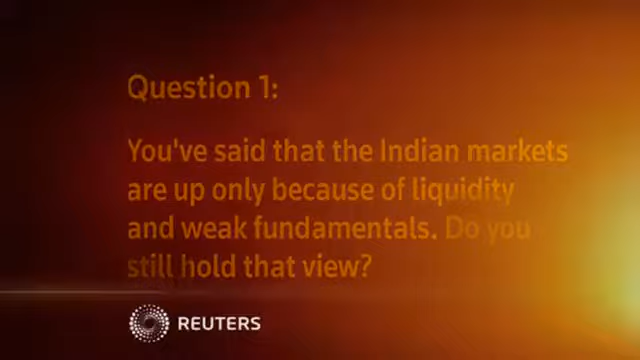 Question 1:
You've said that the Indian markets
are up only because of liquidity
and weak fundamentals. Do you
still hold that view?
REUTERS